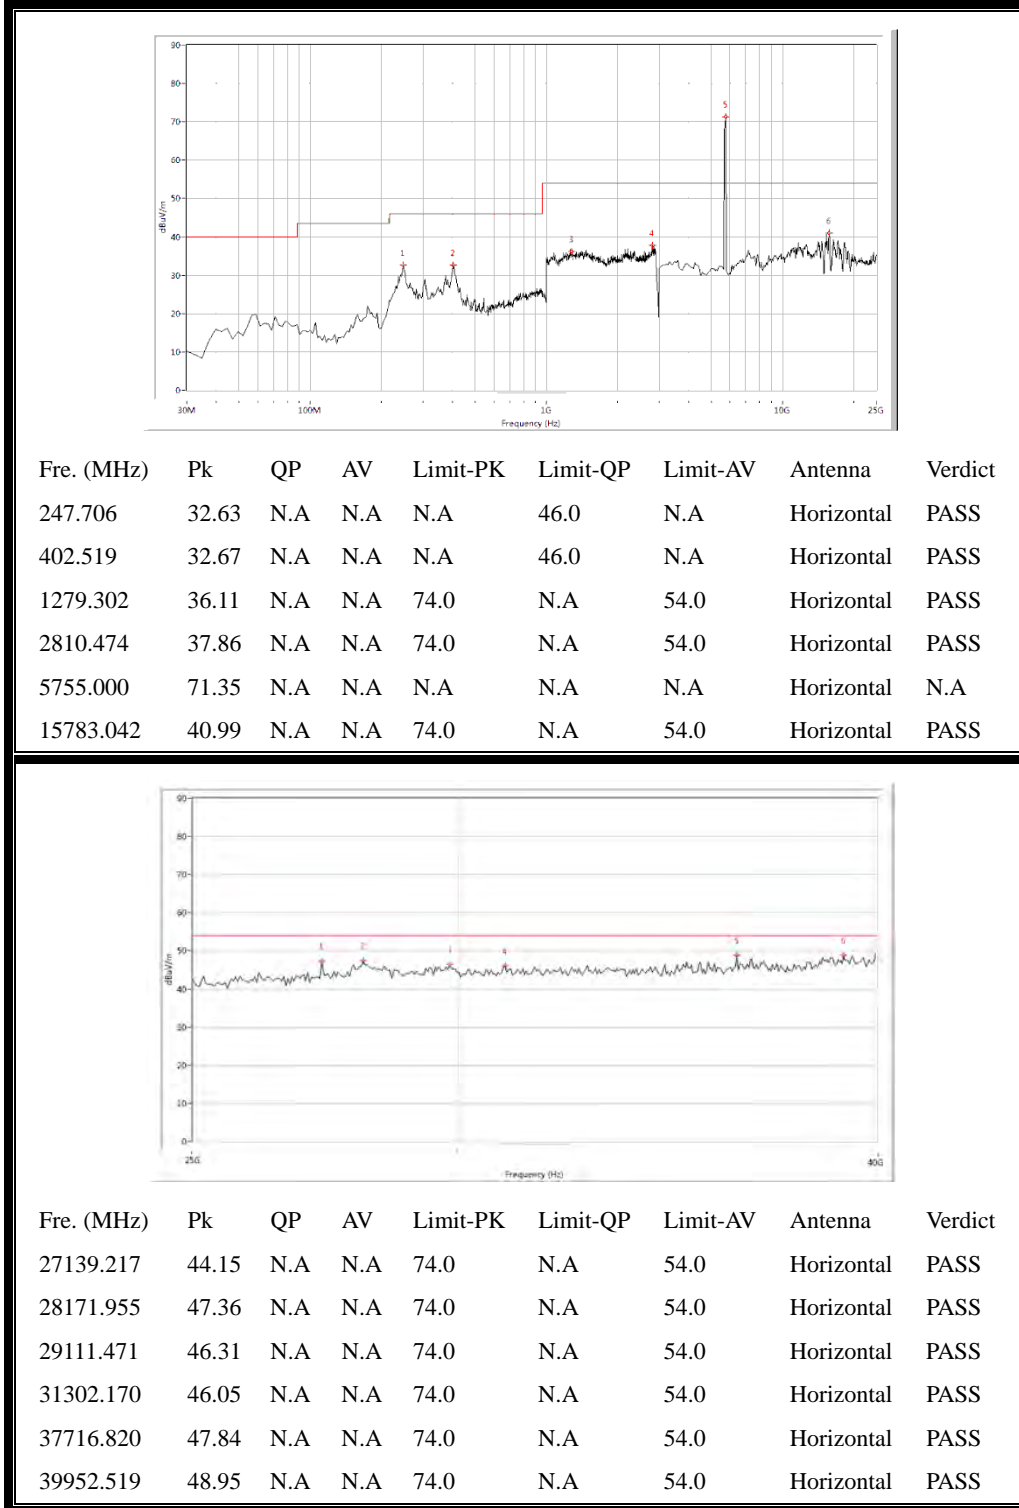 90
80
70
60
50
40
30
20
10
0
dBuV/m
1
2
3
4
5
6
30M 100M 1G 10G 25G
Frequency (Hz)
Fre. (MHz) Pk QP AV Limit-PK Limit-QP Limit-AV Antenna Verdict
247.706 32.63 N.A N.A N.A 46.0 N.A Horizontal PASS
402.519 32.67 N.A N.A N.A 46.0 N.A Horizontal PASS
1279.302 36.11 N.A N.A 74.0 N.A 54.0 Horizontal PASS
2810.474 37.86 N.A N.A 74.0 N.A 54.0 Horizontal PASS
5755.000 71.35 N.A N.A N.A N.A N.A Horizontal N.A
15783.042 40.99 N.A N.A 74.0 N.A 54.0 Horizontal PASS
90
80
70
60
50
40
30
20
10
0
dBuV/m
1
2
3
4
5
6
25G 40G
Frequency (Hz)
Fre. (MHz) Pk QP AV Limit-PK Limit-QP Limit-AV Antenna Verdict
27139.217 44.15 N.A N.A 74.0 N.A 54.0 Horizontal PASS
28171.955 47.36 N.A N.A 74.0 N.A 54.0 Horizontal PASS
29111.471 46.31 N.A N.A 74.0 N.A 54.0 Horizontal PASS
31302.170 46.05 N.A N.A 74.0 N.A 54.0 Horizontal PASS
37716.820 47.84 N.A N.A 74.0 N.A 54.0 Horizontal PASS
39952.519 48.95 N.A N.A 74.0 N.A 54.0 Horizontal PASS